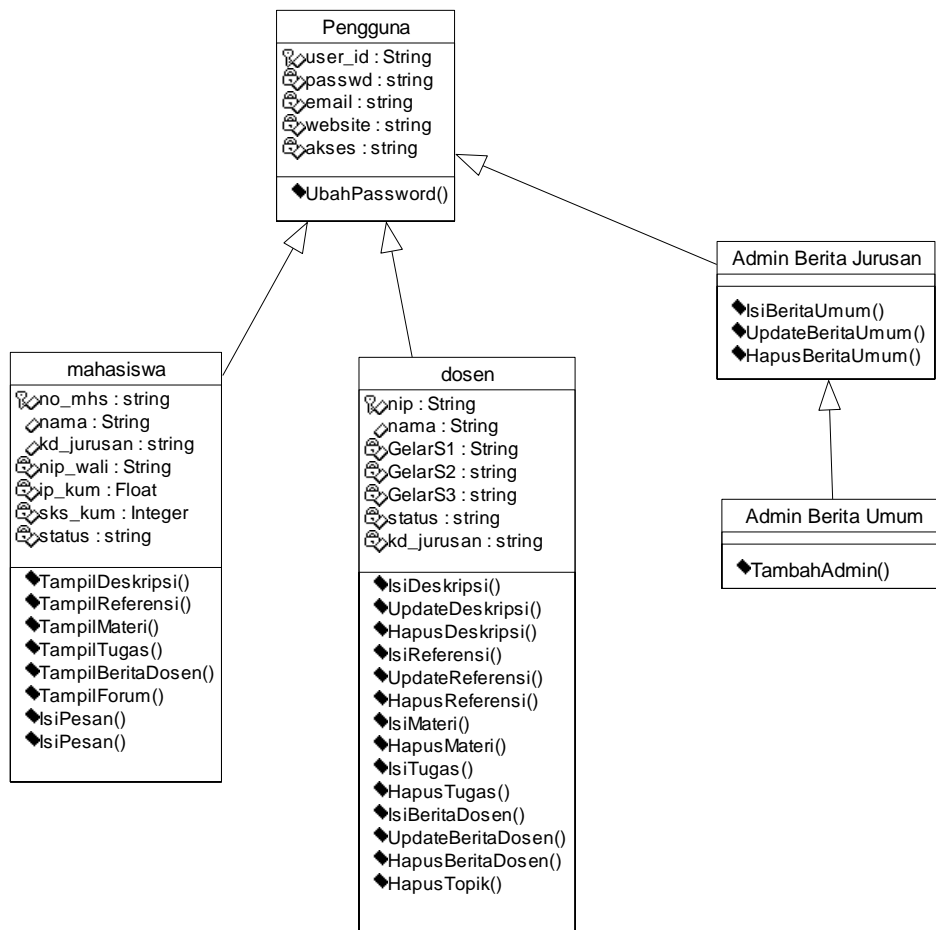 Pengguna
user_id : String
passwd : string
email : string
website : string
akses : string
UbahPassword()
Admin Berita Jurusan
IsiBeritaUmum()
UpdateBeritaUmum()
HapusBeritaUmum()
mahasiswa
no_mhs : string
nama : String
kd_jurusan : string
nip_wali : String
ip_kum : Float
sks_kum : Integer
status : string
TampilDeskripsi()
TampilReferensi()
TampilMateri()
TampilTugas()
TampilBeritaDosen()
TampilForum()
IsiPesan()
IsiPesan()
dosen
nip : String
nama : String
GelarS1 : String
GelarS2 : string
GelarS3 : string
status : string
kd_jurusan : string
IsiDeskripsi()
UpdateDeskripsi()
HapusDeskripsi()
IsiReferensi()
UpdateReferensi()
HapusReferensi()
IsiMateri()
HapusMateri()
IsiTugas()
HapusTugas()
IsiBeritaDosen()
UpdateBeritaDosen()
HapusBeritaDosen()
HapusTopik()
Admin Berita Umum
TambahAdmin()